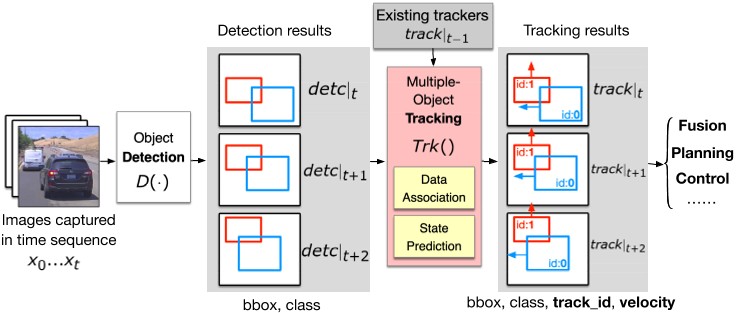 Images captured
in time sequence
x₀...xₜ
Object
Detection
D(·)
Detection results
detc|ₜ
detc|ₜ₊₁
detc|ₜ₊₂
bbox, class
Existing trackers
track|ₜ₋₁
Multiple-
Object
Tracking
Trk()
Data
Association
State
Prediction
Tracking results
id:1
id:0
track|ₜ
id:1
id:0
track|ₜ₊₁
id:1
id:0
track|ₜ₊₂
bbox, class, track_id, velocity
Fusion
Planning
Control
......